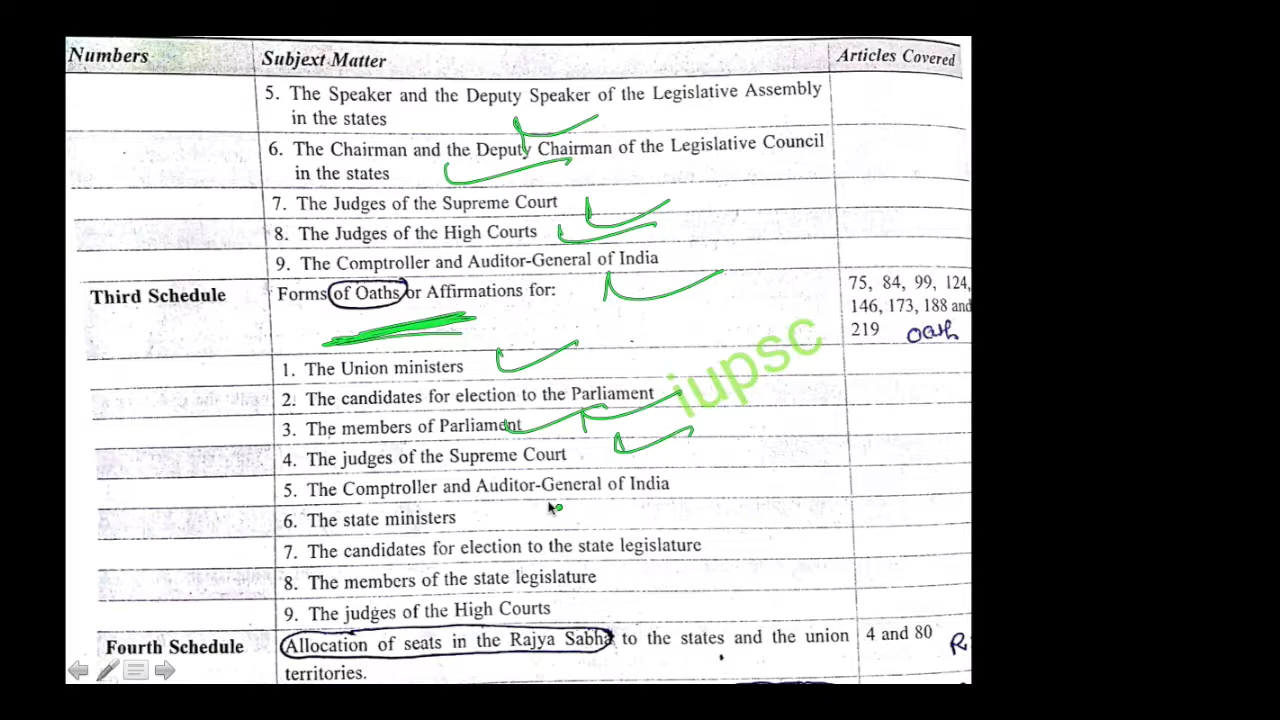 Numbers Subjext Matter Articles Covered
5. The Speaker and the Deputy Speaker of the Legislative Assembly
in the states
6. The Chairman and the Deputy Chairman of the Legislative Council
in the states
7. The Judges of the Supreme Court
8. The Judges of the High Courts
9. The Comptroller and Auditor-General of India
Third Schedule Forms of Oaths or Affirmations for: 75, 84, 99, 124,
146, 173, 188 and
219 Oath
1. The Union ministers
2. The candidates for election to the Parliament
3. The members of Parliament
4. The judges of the Supreme Court
5. The Comptroller and Auditor-General of India
6. The state ministers
7. The candidates for election to the state legislature
8. The members of the state legislature
9. The judges of the High Courts
Fourth Schedule Allocation of seats in the Rajya Sabha to the states and the union 4 and 80 R
territories.
iupsc